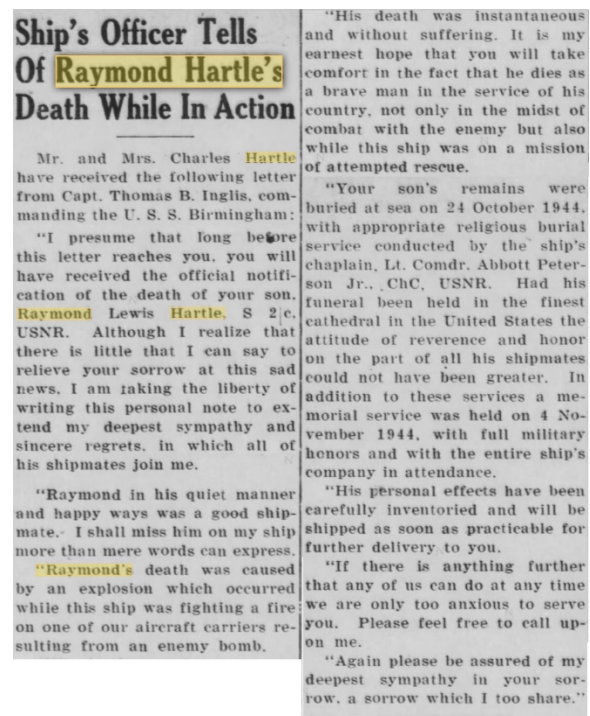 Ship's Officer Tells
Of Raymond Hartle's
Death While In Action
Mr. and Mrs. Charles Hartle
have received the following letter
from Capt. Thomas B. Inglis, com-
manding the U. S. S. Birmingham:
"I presume that long before
this letter reaches you, you will
have received the official notifi-
cation of the death of your son,
Raymond Lewis Hartle, S 2|c,
USNR. Although I realize that
there is little that I can say to
relieve your sorrow at this sad
news, I am taking the liberty of
writing this personal note to ex-
tend my deepest sympathy and
sincere regrets, in which all of
his shipmates join me.
"Raymond in his quiet manner
and happy ways was a good ship-
mate. I shall miss him on my ship
more than mere words can express.
"Raymond's death was caused
by an explosion which occurred
while this ship was fighting a fire
on one of our aircraft carriers re-
sulting from an enemy bomb.
"His death was instantaneous
and without suffering. It is my
earnest hope that you will take
comfort in the fact that he dies as
a brave man in the service of his
country, not only in the midst of
combat with the enemy but also
while this ship was on a mission
of attempted rescue.
"Your son's remains were
buried at sea on 24 October 1944,
with appropriate religious burial
service conducted by the ship's
chaplain, Lt. Comdr. Abbott Peter-
son Jr., ChC, USNR. Had his
funeral been held in the finest
cathedral in the United States the
attitude of reverence and honor
on the part of all his shipmates
could not have been greater. In
addition to these services a me-
morial service was held on 4 No-
vember 1944, with full military
honors and with the entire ship's
company in attendance.
"His personal effects have been
carefully inventoried and will be
shipped as soon as practicable for
further delivery to you.
"If there is anything further
that any of us can do at any time
we are only too anxious to serve
you. Please feel free to call up-
on me.
"Again please be assured of my
deepest sympathy in your sor-
row, a sorrow which I too share."